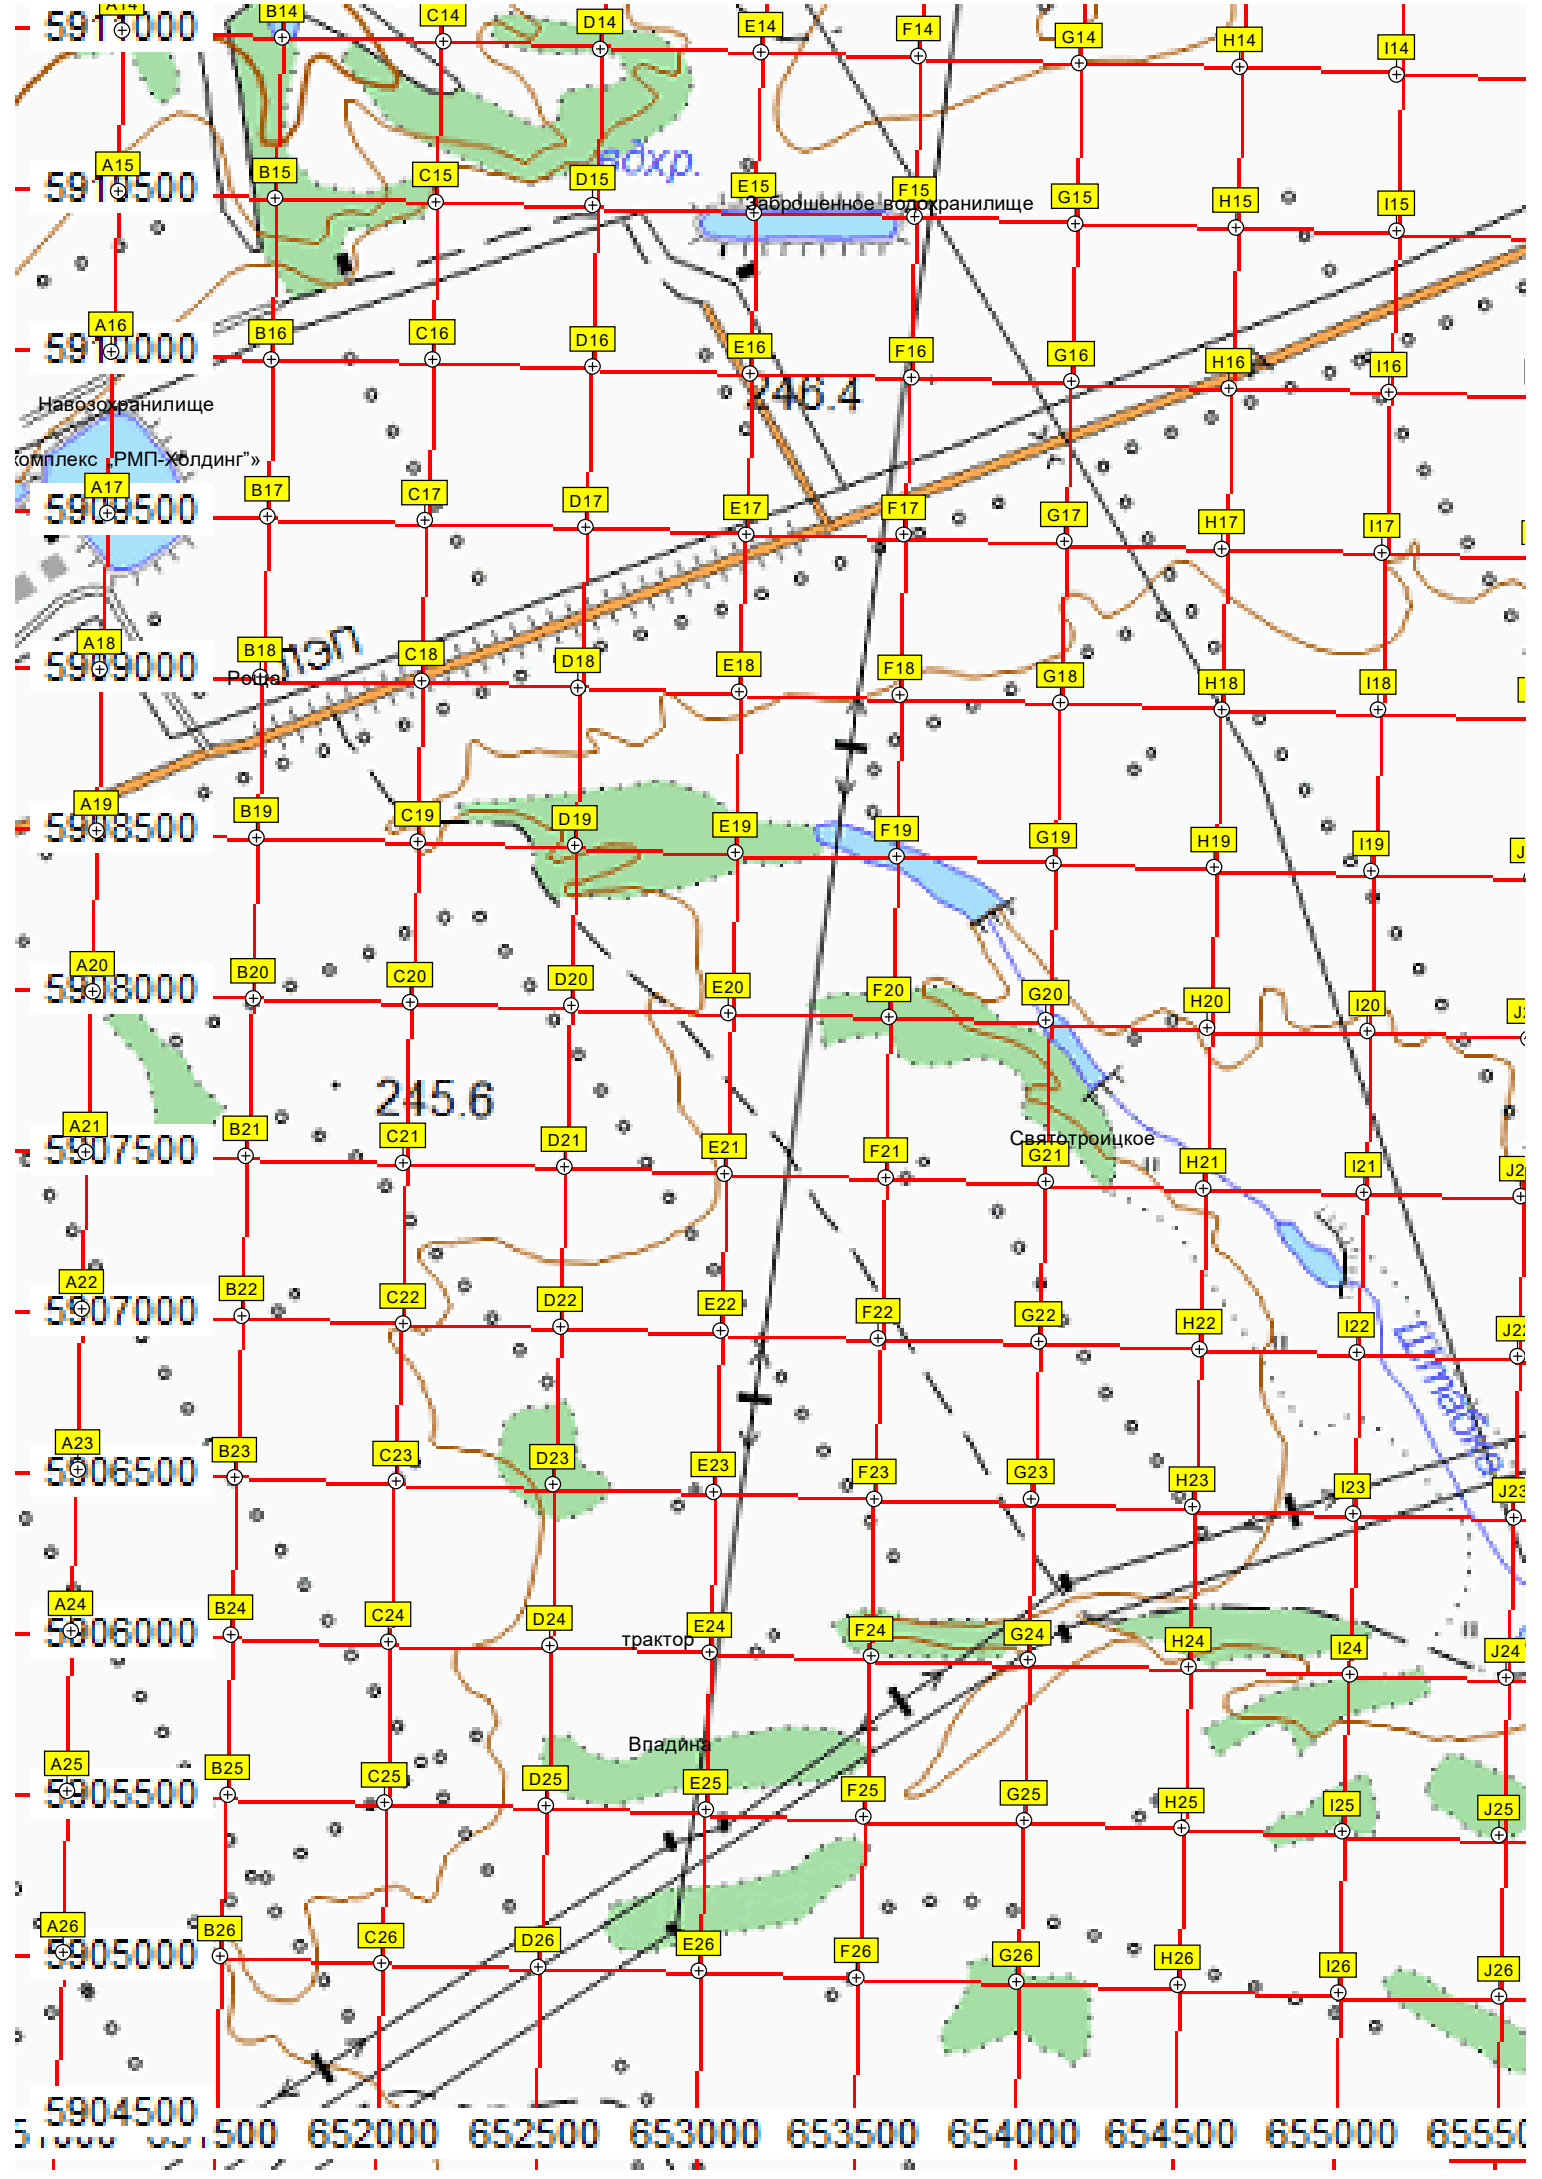 A14 B14 C14 D14 E14 F14 G14 H14 I14
5911000
вдхр.
A15 B15 C15 D15 E15 F15 G15 H15 I15
5910500
Заброшенное водохранилище
A16 B16 C16 D16 E16 F16 G16 H16 I16
5910000
246.4
Навозохранилище
комплекс „РМП-Холдинг”»
A17 B17 C17 D17 E17 F17 G17 H17 I17
5909500
ЛЭП
A18 B18 C18 D18 E18 F18 G18 H18 I18
5909000
Роща
A19 B19 C19 D19 E19 F19 G19 H19 I19
5908500
A20 B20 C20 D20 E20 F20 G20 H20 I20
5908000
245.6
Святотроицкое
A21 B21 C21 D21 E21 F21 G21 H21 I21
5907500
A22 B22 C22 D22 E22 F22 G22 H22 I22 J22
5907000
Штабка
A23 B23 C23 D23 E23 F23 G23 H23 I23 J23
5906500
A24 B24 C24 D24 E24 F24 G24 H24 I24 J24
5906000
трактор
Впадина
A25 B25 C25 D25 E25 F25 G25 H25 I25 J25
5905500
A26 B26 C26 D26 E26 F26 G26 H26 I26 J26
5905000
5904500
652000 652500 653000 653500 654000 654500 655000